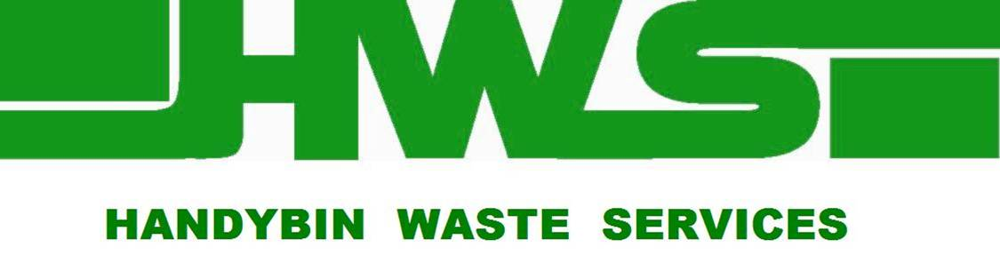 HWS
HANDYBIN WASTE SERVICES